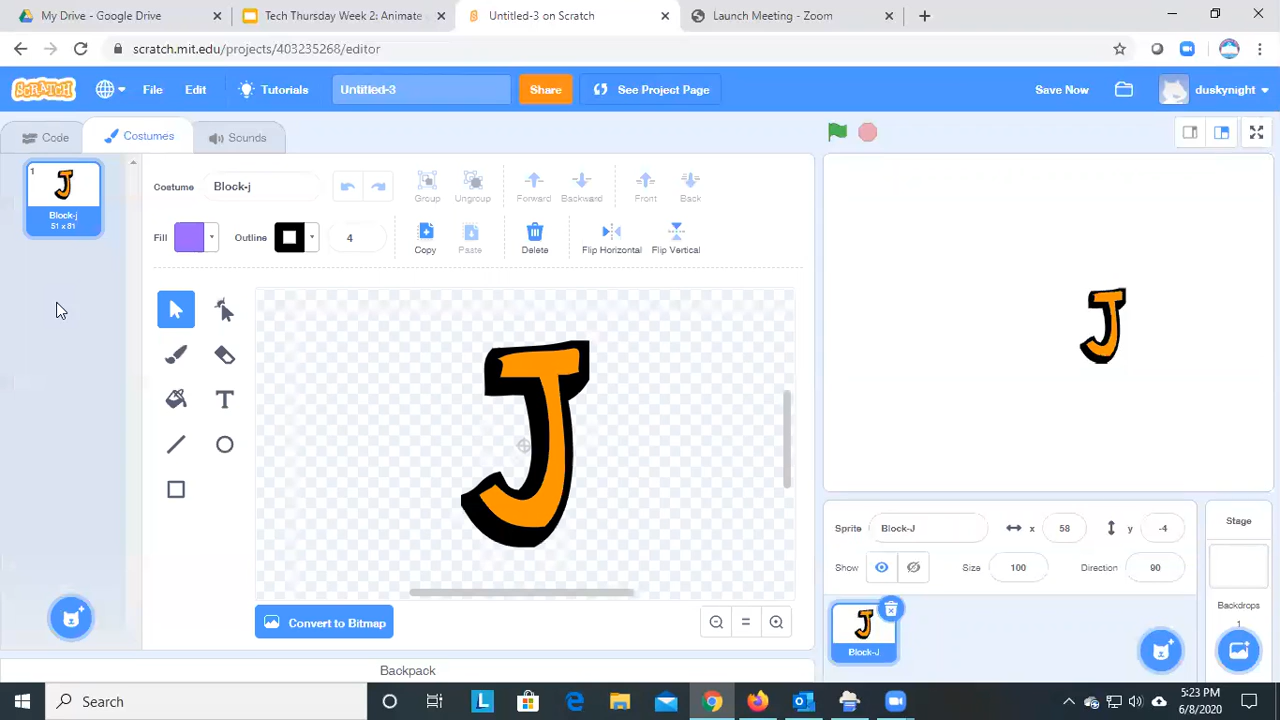 My Drive - Google Drive
Tech Thursday Week 2: Animate
Untitled-3 on Scratch
Launch Meeting - Zoom
scratch.mit.edu/projects/403235268/editor
SCRATCH
File
Edit
Tutorials
Untitled-3
Share
See Project Page
Save Now
duskynight
Code
Costumes
Sounds
1
Block-j
51 x 81
Costume
Block-j
Group
Ungroup
Forward
Backward
Front
Back
Fill
Outline
4
Copy
Paste
Delete
Flip Horizontal
Flip Vertical
T
J
J
Convert to Bitmap
Backpack
Sprite
Block-J
x
58
y
-4
Show
Size
100
Direction
90
Block-J
Stage
Backdrops
1
Search
L
5:23 PM
6/8/2020